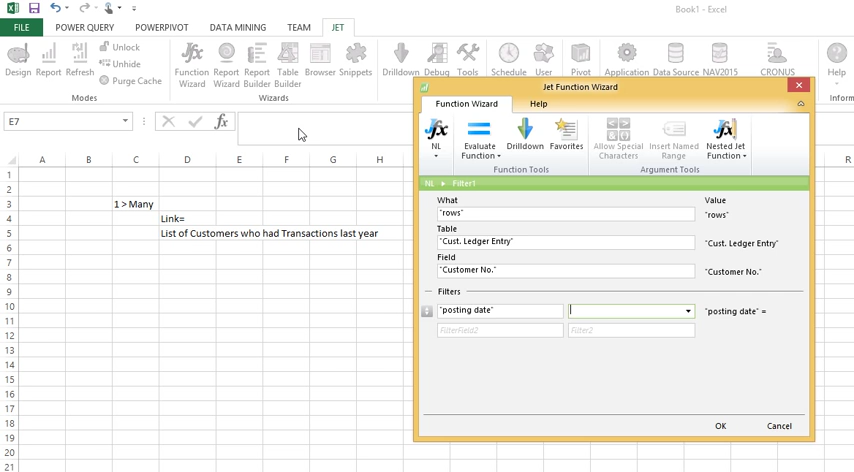 Book1 - Excel
FILE POWER QUERY POWERPIVOT DATA MINING TEAM JET
Design Report Refresh
Unlock
Unhide
Purge Cache
Function Wizard Report Wizard Report Builder Table Builder Browser Snippets
Drilldown Debug Tools Schedule User Pivot Application Data Source NAV2015 CRONUS Help
Modes Wizards Inform
E7
fx
A B C D E F G H R
1
2
3 1 > Many
4 Link=
5 List of Customers who had Transactions last year
6
7
8
9
10
11
12
13
14
15
16
17
18
19
20
21
Jet Function Wizard
Function Wizard Help
NL Evaluate Function Drilldown Favorites Allow Special Characters Insert Named Range Nested Jet Function
Function Tools Argument Tools
NL Filter1
What Value
"rows" "rows"
Table
"Cust. Ledger Entry" "Cust. Ledger Entry"
Field
"Customer No." "Customer No."
Filters
"posting date" "posting date" =
FilterField2 Filter2
OK Cancel